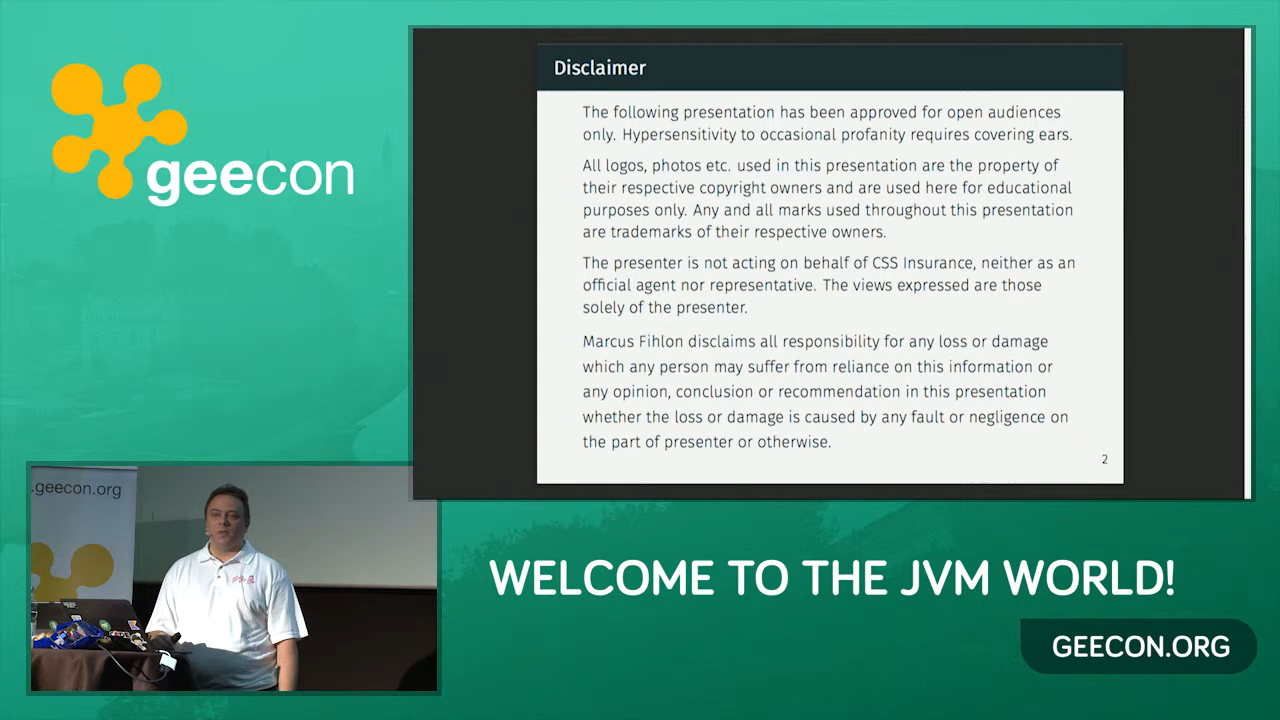 geecon
Disclaimer
The following presentation has been approved for open audiences
only. Hypersensitivity to occasional profanity requires covering ears.
All logos, photos etc. used in this presentation are the property of
their respective copyright owners and are used here for educational
purposes only. Any and all marks used throughout this presentation
are trademarks of their respective owners.
The presenter is not acting on behalf of CSS Insurance, neither as an
official agent nor representative. The views expressed are those
solely of the presenter.
Marcus Fihlon disclaims all responsibility for any loss or damage
which any person may suffer from reliance on this information or
any opinion, conclusion or recommendation in this presentation
whether the loss or damage is caused by any fault or negligence on
the part of presenter or otherwise.
2
.geecon.org
WELCOME TO THE JVM WORLD!
GEECON.ORG